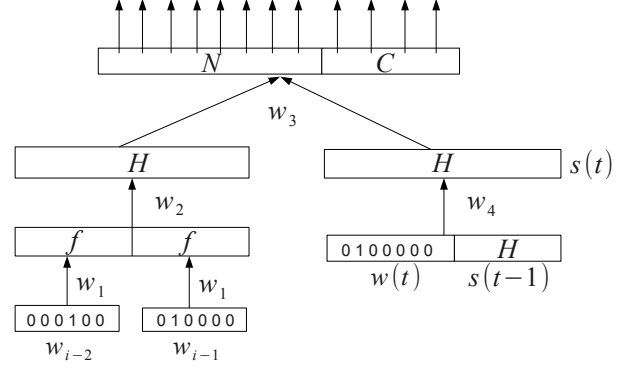 N C
w₃
H H s(t)
w₂ w₄
f f
0100000 H
w(t) s(t−1)
w₁ w₁
000100 010000
wᵢ₋₂ wᵢ₋₁